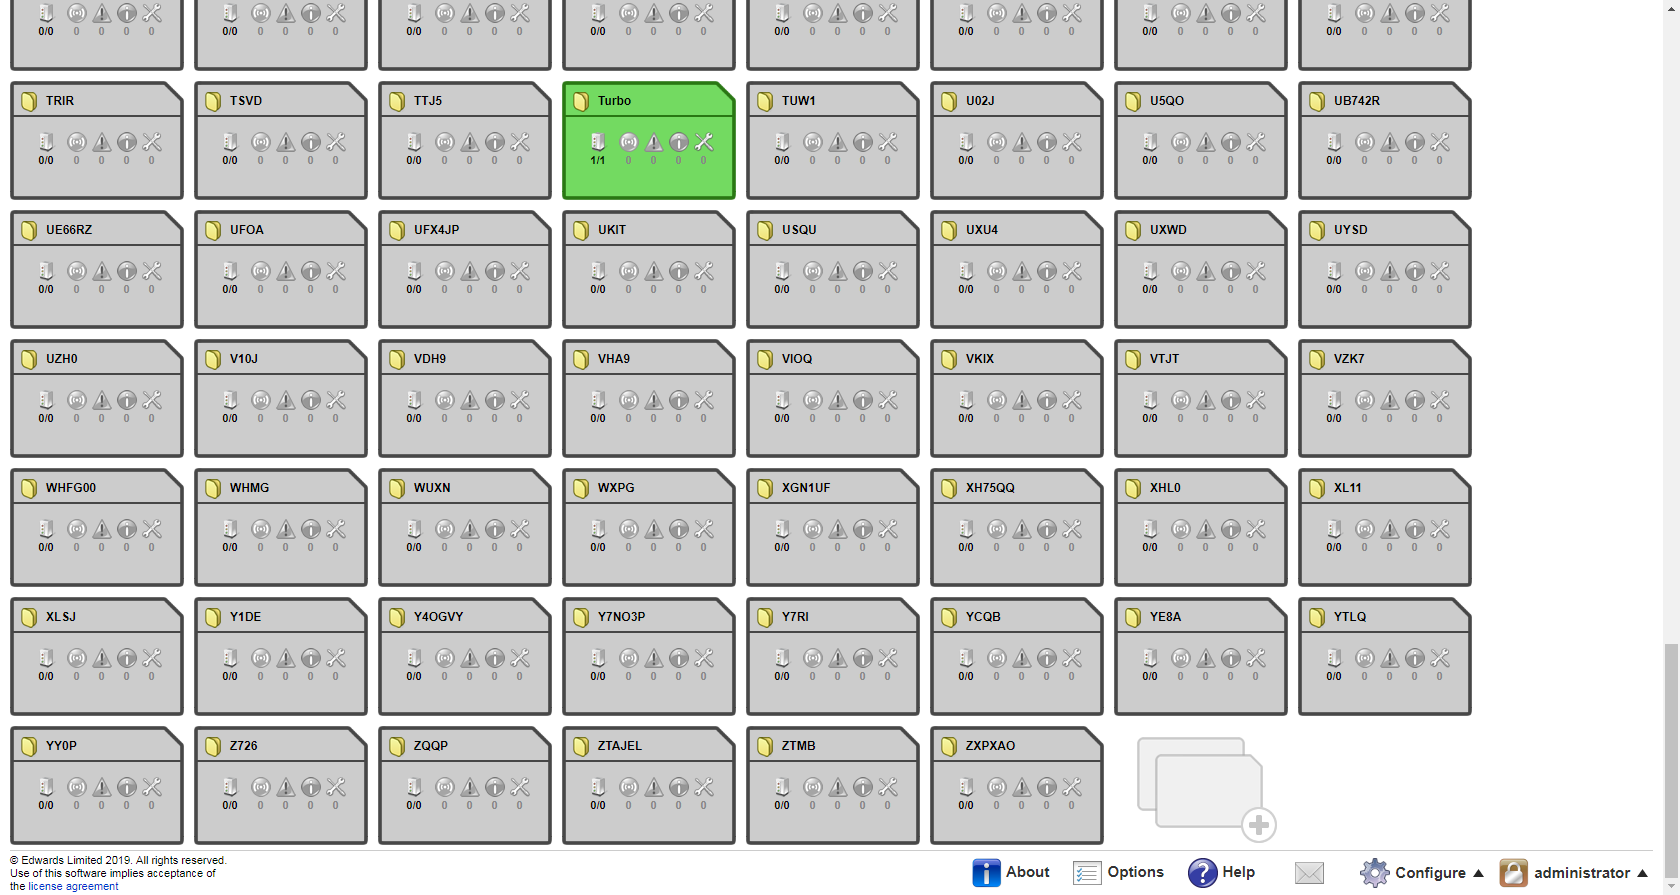 0/0 0 0 0 0 0/0 0 0 0 0 0/0 0 0 0 0 0/0 0 0 0 0 0/0 0 0 0 0 0/0 0 0 0 0 0/0 0 0 0 0 0/0 0 0 0 0
TRIR TSVD TTJ5 Turbo TUW1 U02J U5QO UB742R
0/0 0 0 0 0 0/0 0 0 0 0 0/0 0 0 0 0 1/1 0 0 0 0 0/0 0 0 0 0 0/0 0 0 0 0 0/0 0 0 0 0 0/0 0 0 0 0
UE66RZ UFOA UFX4JP UKIT USQU UXU4 UXWD UYSD
0/0 0 0 0 0 0/0 0 0 0 0 0/0 0 0 0 0 0/0 0 0 0 0 0/0 0 0 0 0 0/0 0 0 0 0 0/0 0 0 0 0 0/0 0 0 0 0
UZH0 V10J VDH9 VHA9 VIOQ VKIX VTJT VZK7
0/0 0 0 0 0 0/0 0 0 0 0 0/0 0 0 0 0 0/0 0 0 0 0 0/0 0 0 0 0 0/0 0 0 0 0 0/0 0 0 0 0 0/0 0 0 0 0
WHFG00 WHMG WUXN WXPG XGN1UF XH75QQ XHL0 XL11
0/0 0 0 0 0 0/0 0 0 0 0 0/0 0 0 0 0 0/0 0 0 0 0 0/0 0 0 0 0 0/0 0 0 0 0 0/0 0 0 0 0 0/0 0 0 0 0
XLSJ Y1DE Y4OGVY Y7NO3P Y7RI YCQB YE8A YTLQ
0/0 0 0 0 0 0/0 0 0 0 0 0/0 0 0 0 0 0/0 0 0 0 0 0/0 0 0 0 0 0/0 0 0 0 0 0/0 0 0 0 0 0/0 0 0 0 0
YY0P Z726 ZQQP ZTAJEL ZTMB ZXPXAO
0/0 0 0 0 0 0/0 0 0 0 0 0/0 0 0 0 0 0/0 0 0 0 0 0/0 0 0 0 0 0/0 0 0 0 0
© Edwards Limited 2019. All rights reserved.
Use of this software implies acceptance of
the license agreement
About Options Help Configure administrator